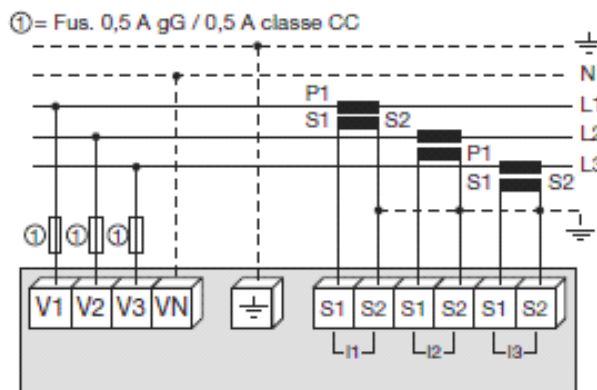 ① = Fus. 0,5 A gG / 0,5 A classe CC
N
P1
L1
S1 S2
L2
P1
L3
S1 S2
① ① ①
V1 V2 V3 VN S1 S2 S1 S2 S1 S2
I1 I2 I3